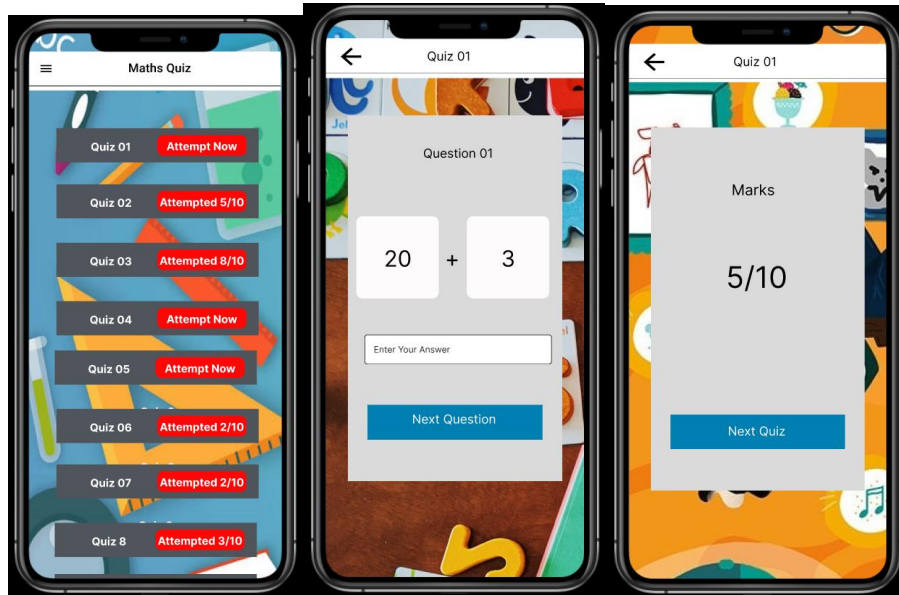 Maths Quiz
Quiz 01 Attempt Now
Quiz 02 Attempted 5/10
Quiz 03 Attempted 8/10
Quiz 04 Attempt Now
Quiz 05 Attempt Now
Quiz 06 Attempted 2/10
Quiz 07 Attempted 2/10
Quiz 8 Attempted 3/10
Quiz 01
Question 01
20 + 3
Enter Your Answer
Next Question
Quiz 01
Marks
5/10
Next Quiz